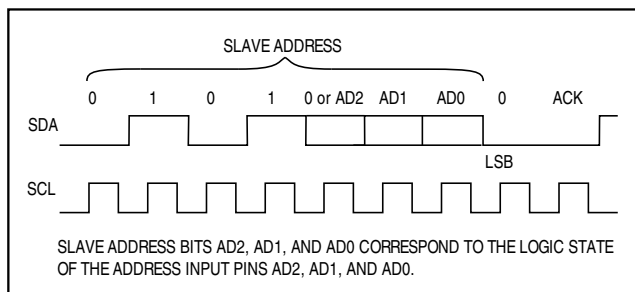 SLAVE ADDRESS
0 1 0 1 0 or AD2 AD1 AD0 0 ACK
SDA
LSB
SCL
SLAVE ADDRESS BITS AD2, AD1, AND AD0 CORRESPOND TO THE LOGIC STATE
OF THE ADDRESS INPUT PINS AD2, AD1, AND AD0.